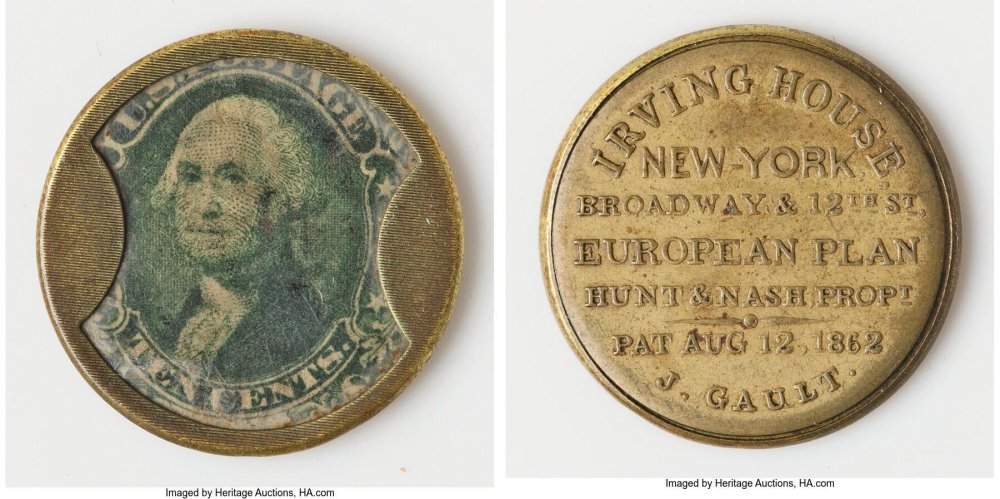 U.S. POSTAGE
TEN CENTS.
IRVING HOUSE
NEW-YORK,
BROADWAY & 12TH ST,
EUROPEAN PLAN
HUNT & NASH, PROPT
PAT AUG 12, 1862
J. GAULT.
Imaged by Heritage Auctions, HA.com
Imaged by Heritage Auctions, HA.com